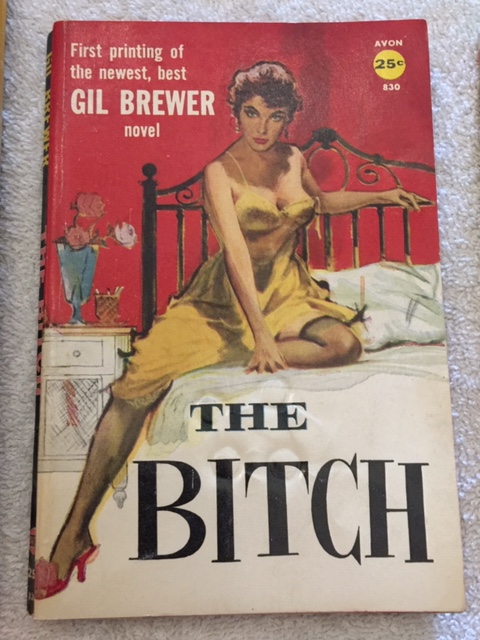 First printing of
the newest, best
GIL BREWER
novel
AVON
25¢
830
THE
BITCH